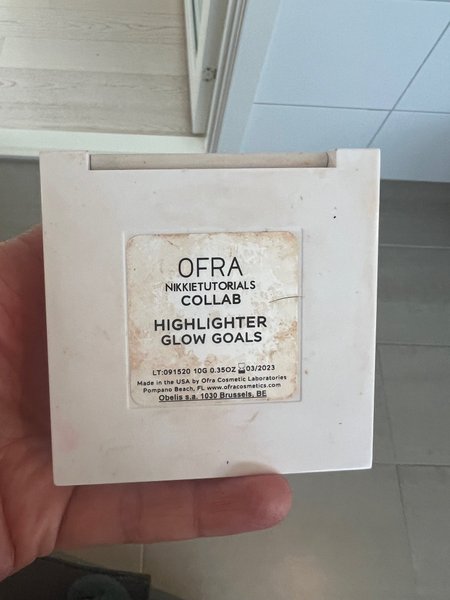 OFRA
NIKKIETUTORIALS
COLLAB
HIGHLIGHTER
GLOW GOALS
LT:091520 10G 0.35OZ ⌛03/2023
Made in the USA by Ofra Cosmetic Laboratories
Pompano Beach, FL www.ofracosmetics.com
Obelis s.a. 1030 Brussels, BE